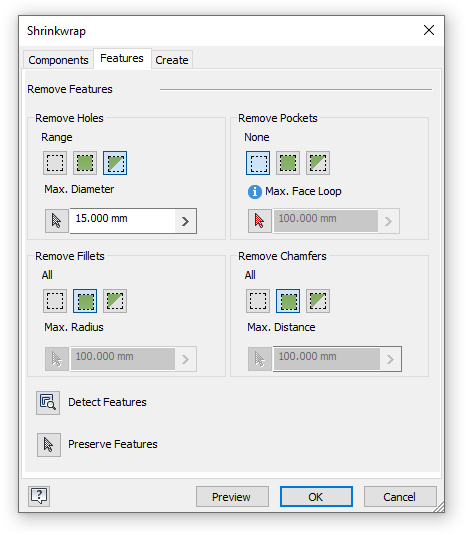 Shrinkwrap
Components Features Create
Remove Features
Remove Holes
Range
Max. Diameter
15.000 mm
Remove Pockets
None
Max. Face Loop
100.000 mm
Remove Fillets
All
Max. Radius
100.000 mm
Remove Chamfers
All
Max. Distance
100.000 mm
Detect Features
Preserve Features
? Preview OK Cancel